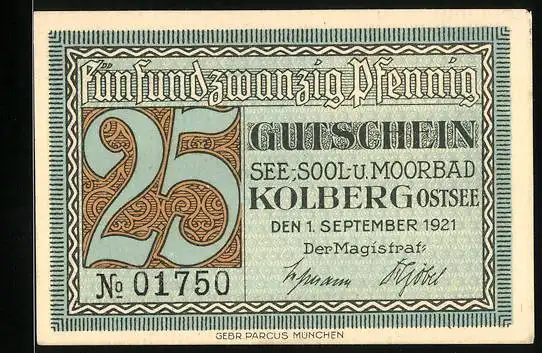 Fünfundzwanzig Pfennig
25
GUTSCHEIN
SEE-, SOOL- U. MOORBAD
KOLBERG OSTSEE
DEN 1. SEPTEMBER 1921
Der Magistrat:
№ 01750
GEBR. PARCUS MÜNCHEN